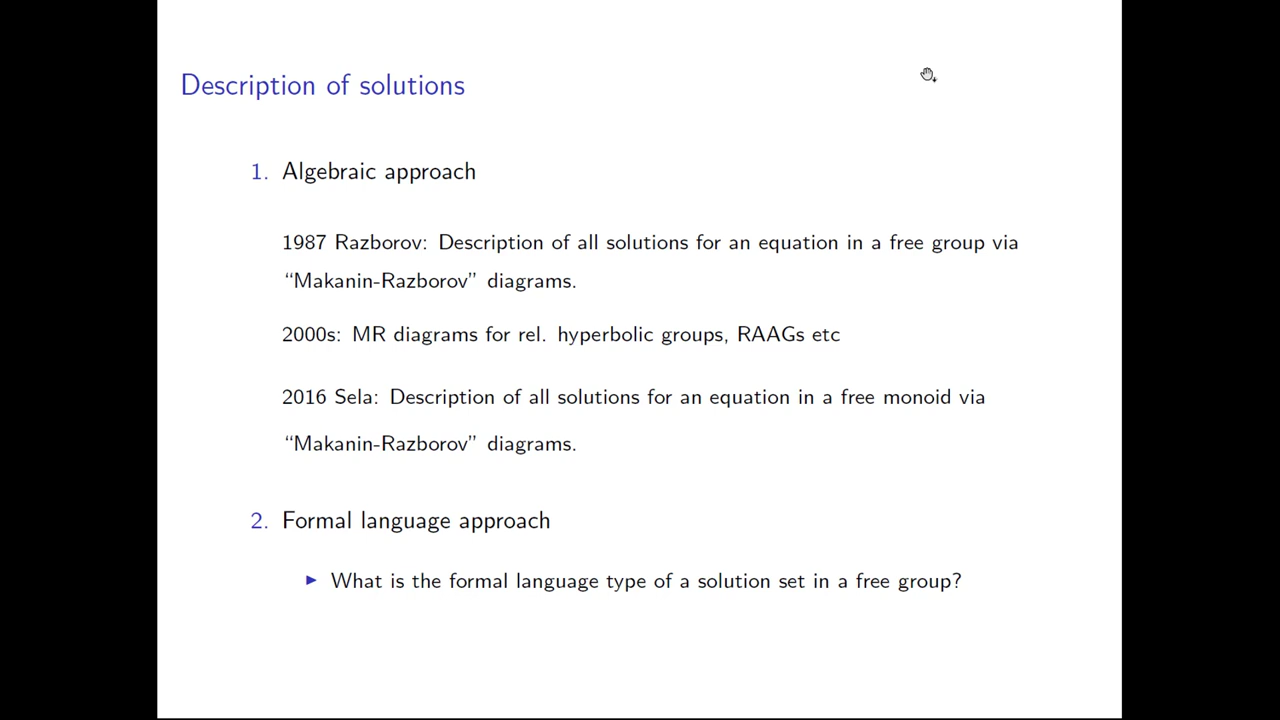 Description of solutions
1. Algebraic approach
1987 Razborov: Description of all solutions for an equation in a free group via
“Makanin-Razborov” diagrams.
2000s: MR diagrams for rel. hyperbolic groups, RAAGs etc
2016 Sela: Description of all solutions for an equation in a free monoid via
“Makanin-Razborov” diagrams.
2. Formal language approach
▶ What is the formal language type of a solution set in a free group?